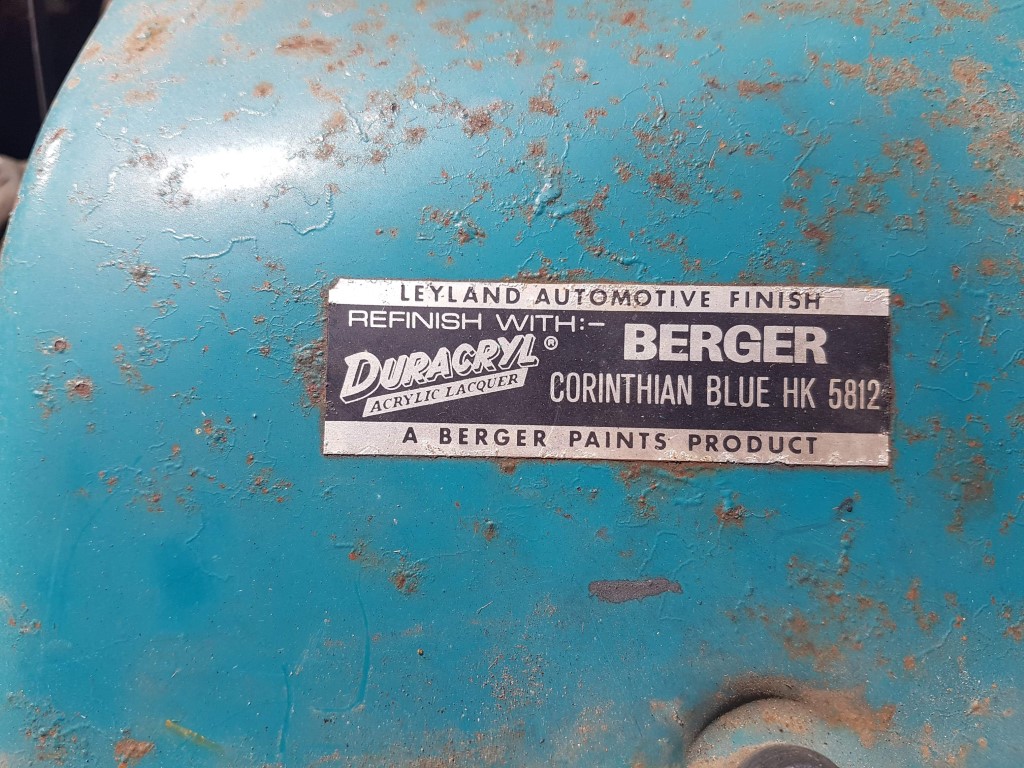 LEYLAND AUTOMOTIVE FINISH
REFINISH WITH:-
BERGER
DURACRYL®
ACRYLIC LACQUER
CORINTHIAN BLUE HK 5812
A BERGER PAINTS PRODUCT